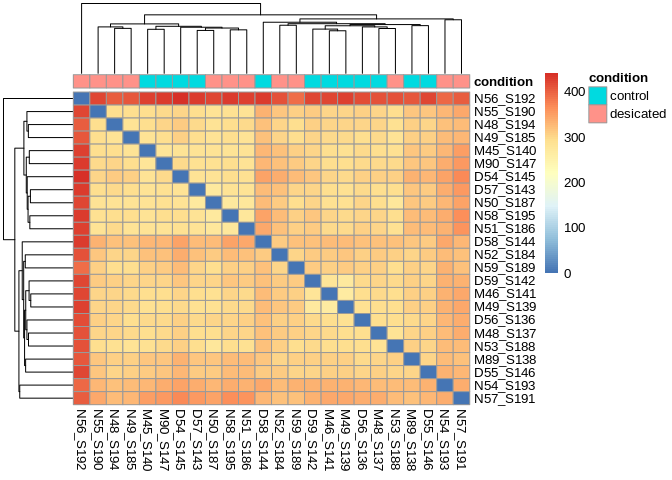 condition
N56_S192
N55_S190
N48_S194
N49_S185
M45_S140
M90_S147
D54_S145
D57_S143
N50_S187
N58_S195
N51_S186
D58_S144
N52_S184
N59_S189
D59_S142
M46_S141
M49_S139
D56_S136
M48_S137
N53_S188
M89_S138
D55_S146
N54_S193
N57_S191
400
300
200
100
0
condition
control
desicated
N56_S192
N55_S190
N48_S194
N49_S185
M45_S140
M90_S147
D54_S145
D57_S143
N50_S187
N58_S195
N51_S186
D58_S144
N52_S184
N59_S189
D59_S142
M46_S141
M49_S139
D56_S136
M48_S137
N53_S188
M89_S138
D55_S146
N54_S193
N57_S191